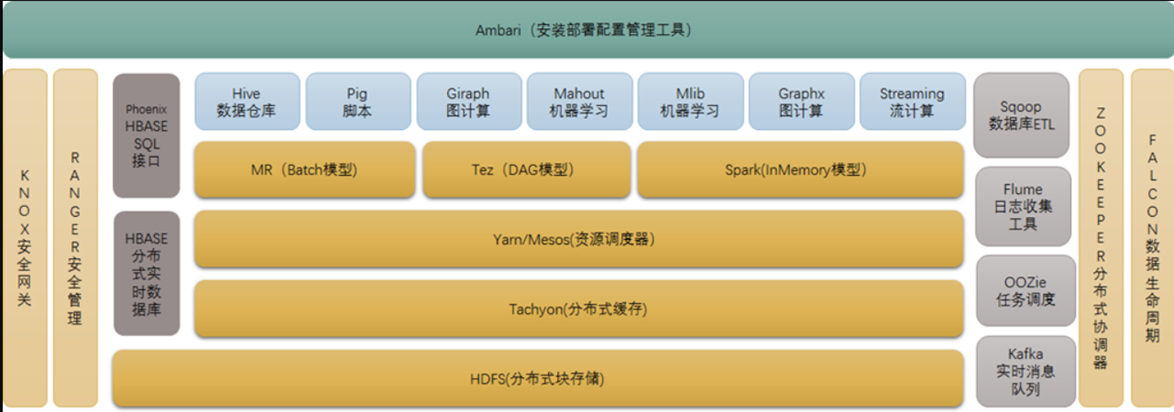 Ambari（安装部署配置管理工具）
KNOX安全网关
RANGER安全管理
Phoenix
HBASE
SQL
接口
HBASE
分布
式实
时数
据库
Hive
数据仓库
Pig
脚本
Giraph
图计算
Mahout
机器学习
Mlib
机器学习
Graphx
图计算
Streaming
流计算
MR（Batch模型)
Tez（DAG模型）
Spark(InMemory模型）
Yarn/Mesos(资源调度器）
Tachyon(分布式缓存)
HDFS(分布式块存储)
Sqoop
数据库ETL
Flume
日志收集
工具
OOZie
任务调度
Kafka
实时消息
队列
ZOOKEEPER分布式协调器
FALCON数据生命周期